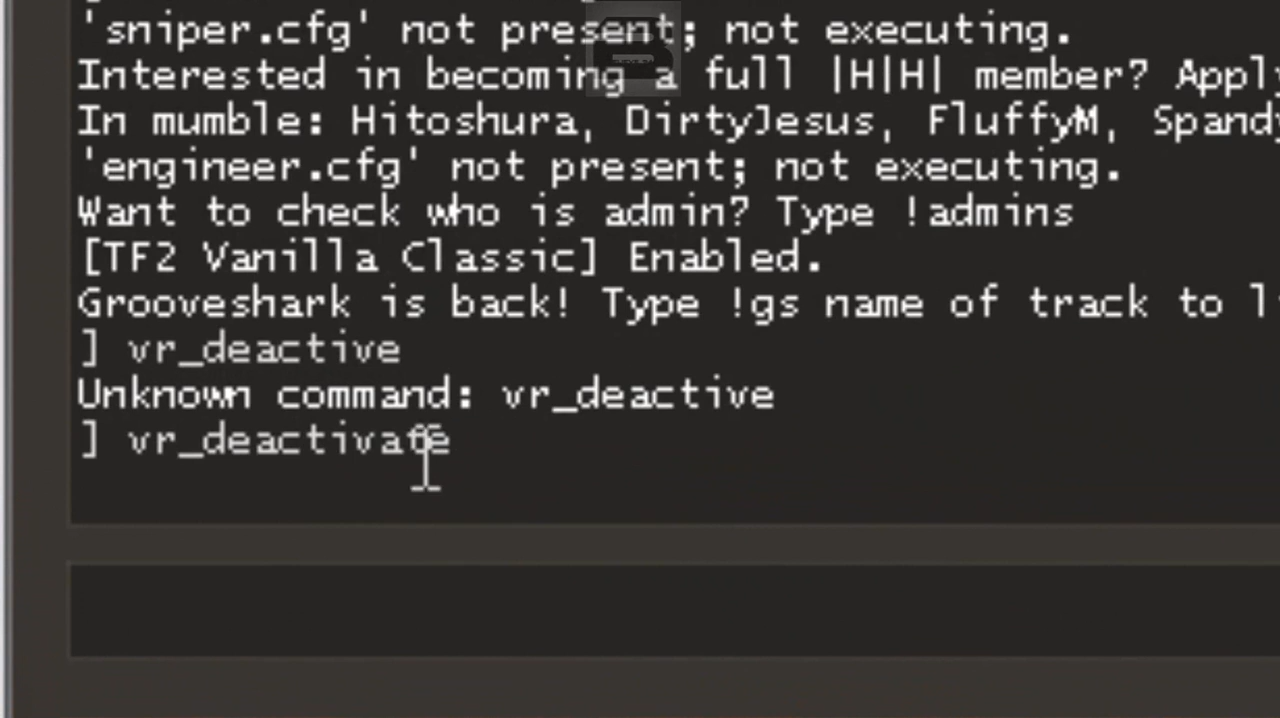 'sniper.cfg' not present; not executing.
Interested in becoming a full |H|H| member? Apply
In mumble: Hitoshura, DirtyJesus, FluffyM, Spandy
'engineer.cfg' not present; not executing.
Want to check who is admin? Type !admins
[TF2 Vanilla Classic] Enabled.
Grooveshark is back! Type !gs name of track to
] vr_deactive
Unknown command: vr_deactive
] vr_deactivate